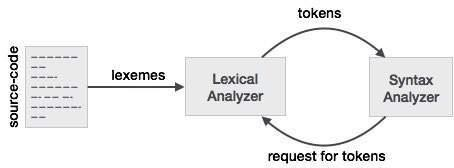 tokens
source-code
lexemes
Lexical
Analyzer
Syntax
Analyzer
request for tokens